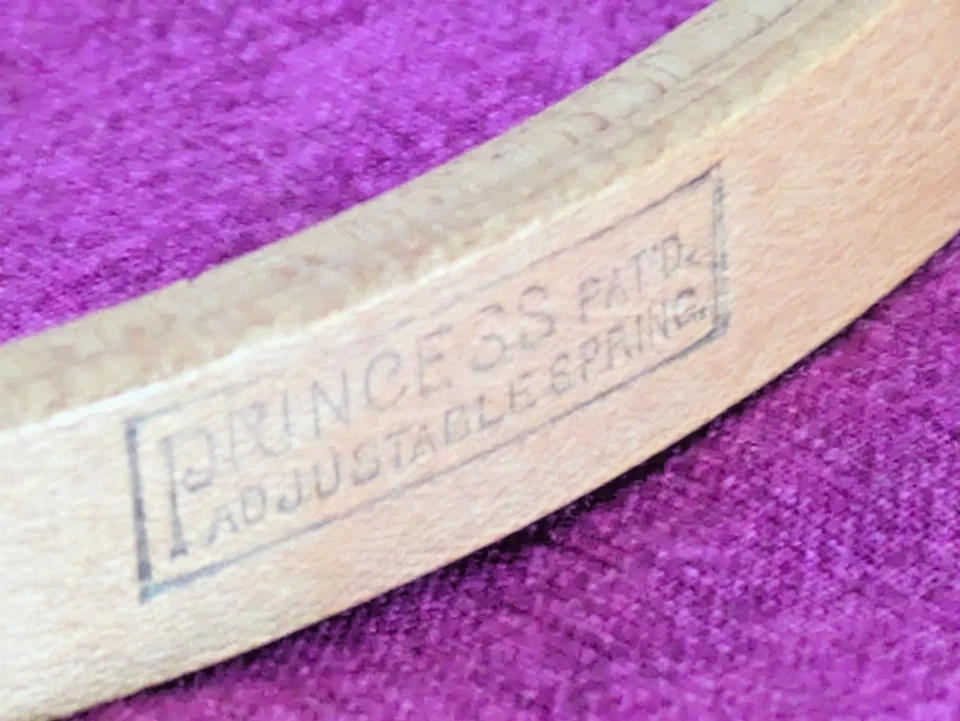 PRINCESS PAT'D.
ADJUSTABLE SPRING.